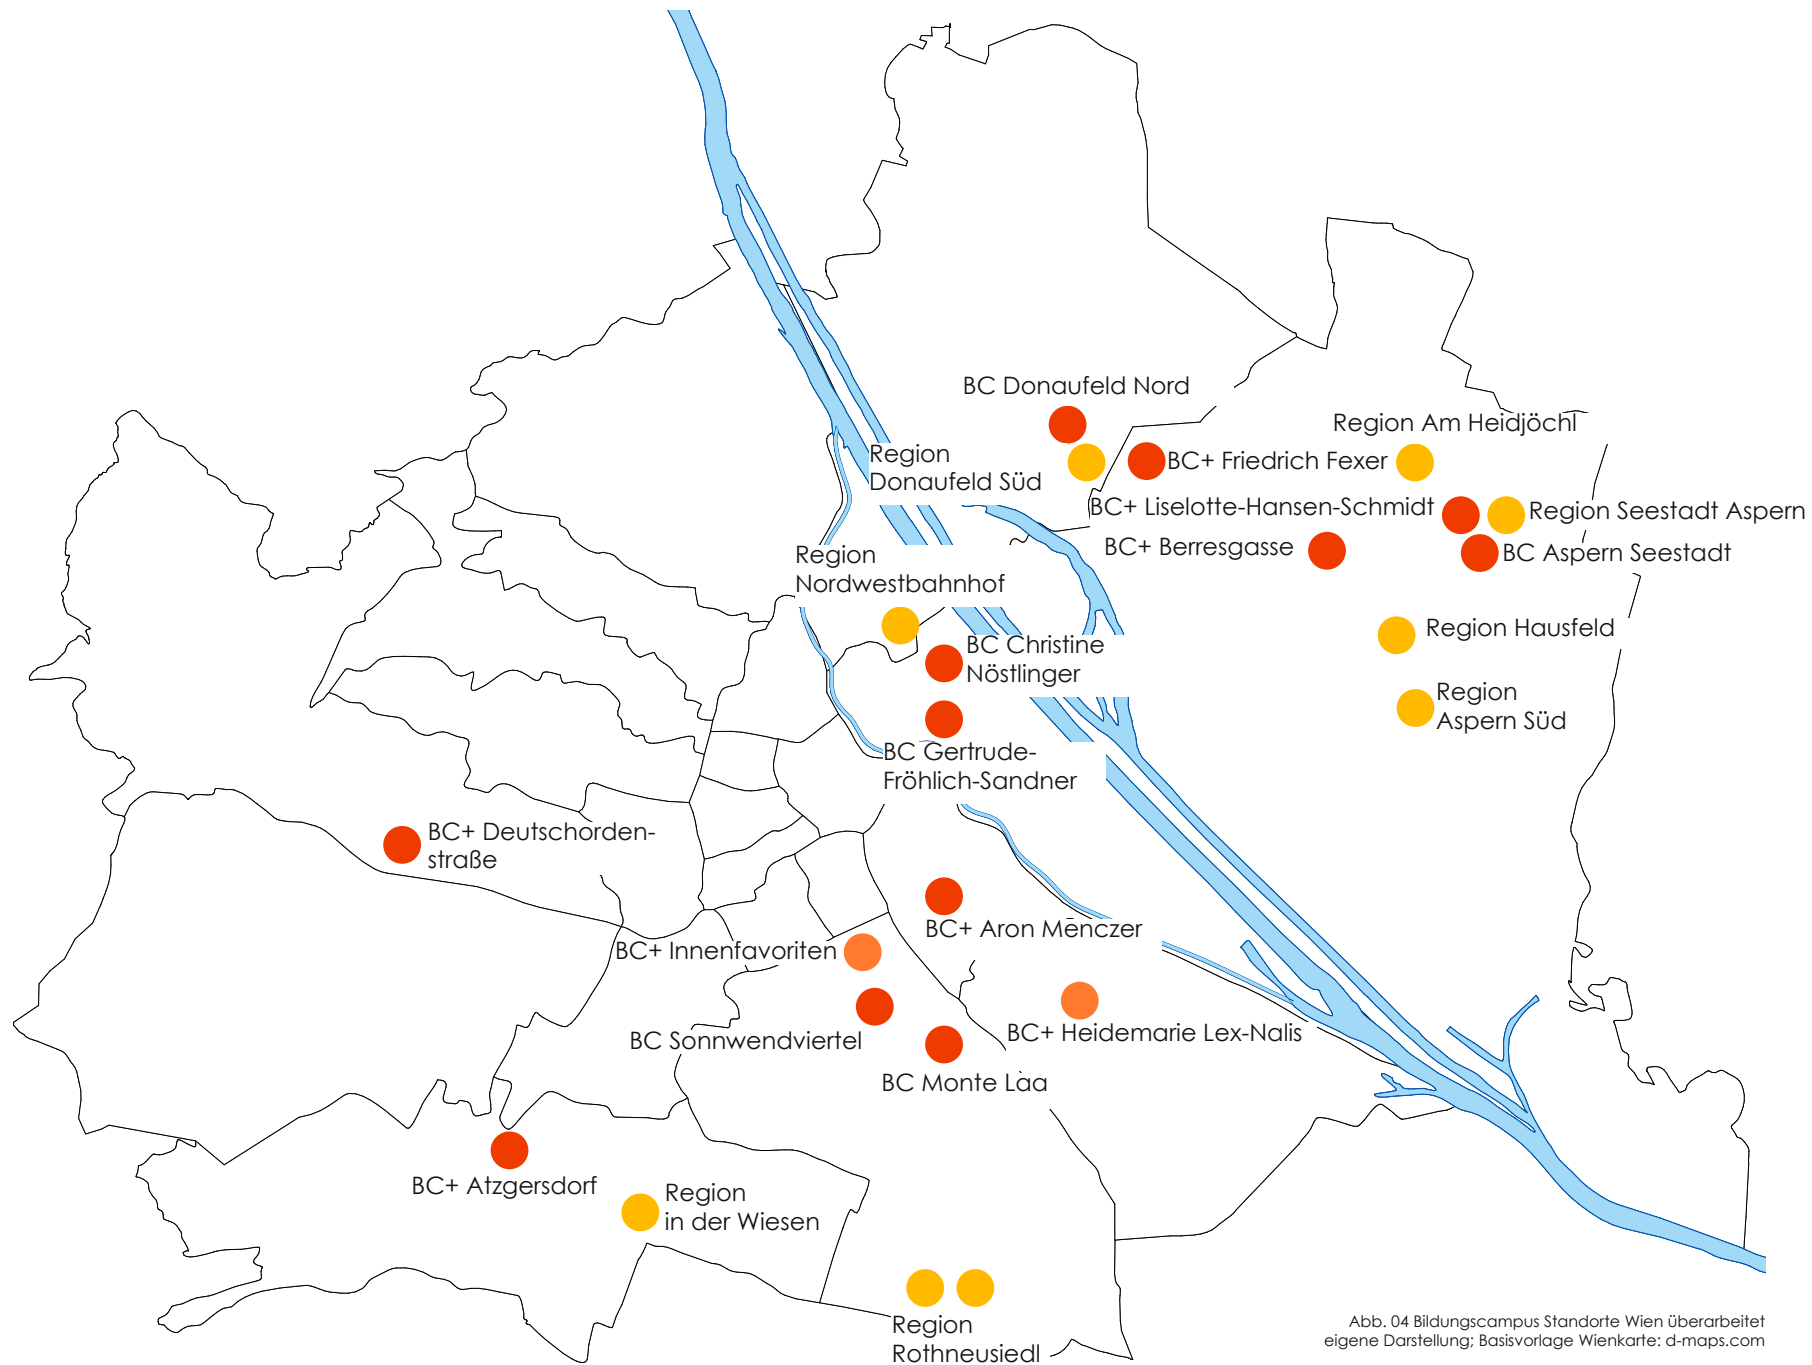 BC Donaufeld Nord
Region Am Heidjöchl
Region
Donaufeld Süd
BC+ Friedrich Fexer
BC+ Liselotte-Hansen-Schmidt
Region Seestadt Aspern
BC+ Berresgasse
BC Aspern Seestadt
Region
Nordwestbahnhof
Region Hausfeld
BC Christine
Nöstlinger
Region
Aspern Süd
BC Gertrude-
Fröhlich-Sandner
BC+ Deutschorden-
straße
BC+ Aron Menczer
BC+ Innenfavoriten
BC+ Heidemarie Lex-Nalis
BC Sonnwendviertel
BC Monte Laa
BC+ Atzgersdorf
Region
in der Wiesen
Region
Rothneusiedl
Abb. 04 Bildungscampus Standorte Wien überarbeitet
eigene Darstellung; Basisvorlage Wienkarte: d-maps.com